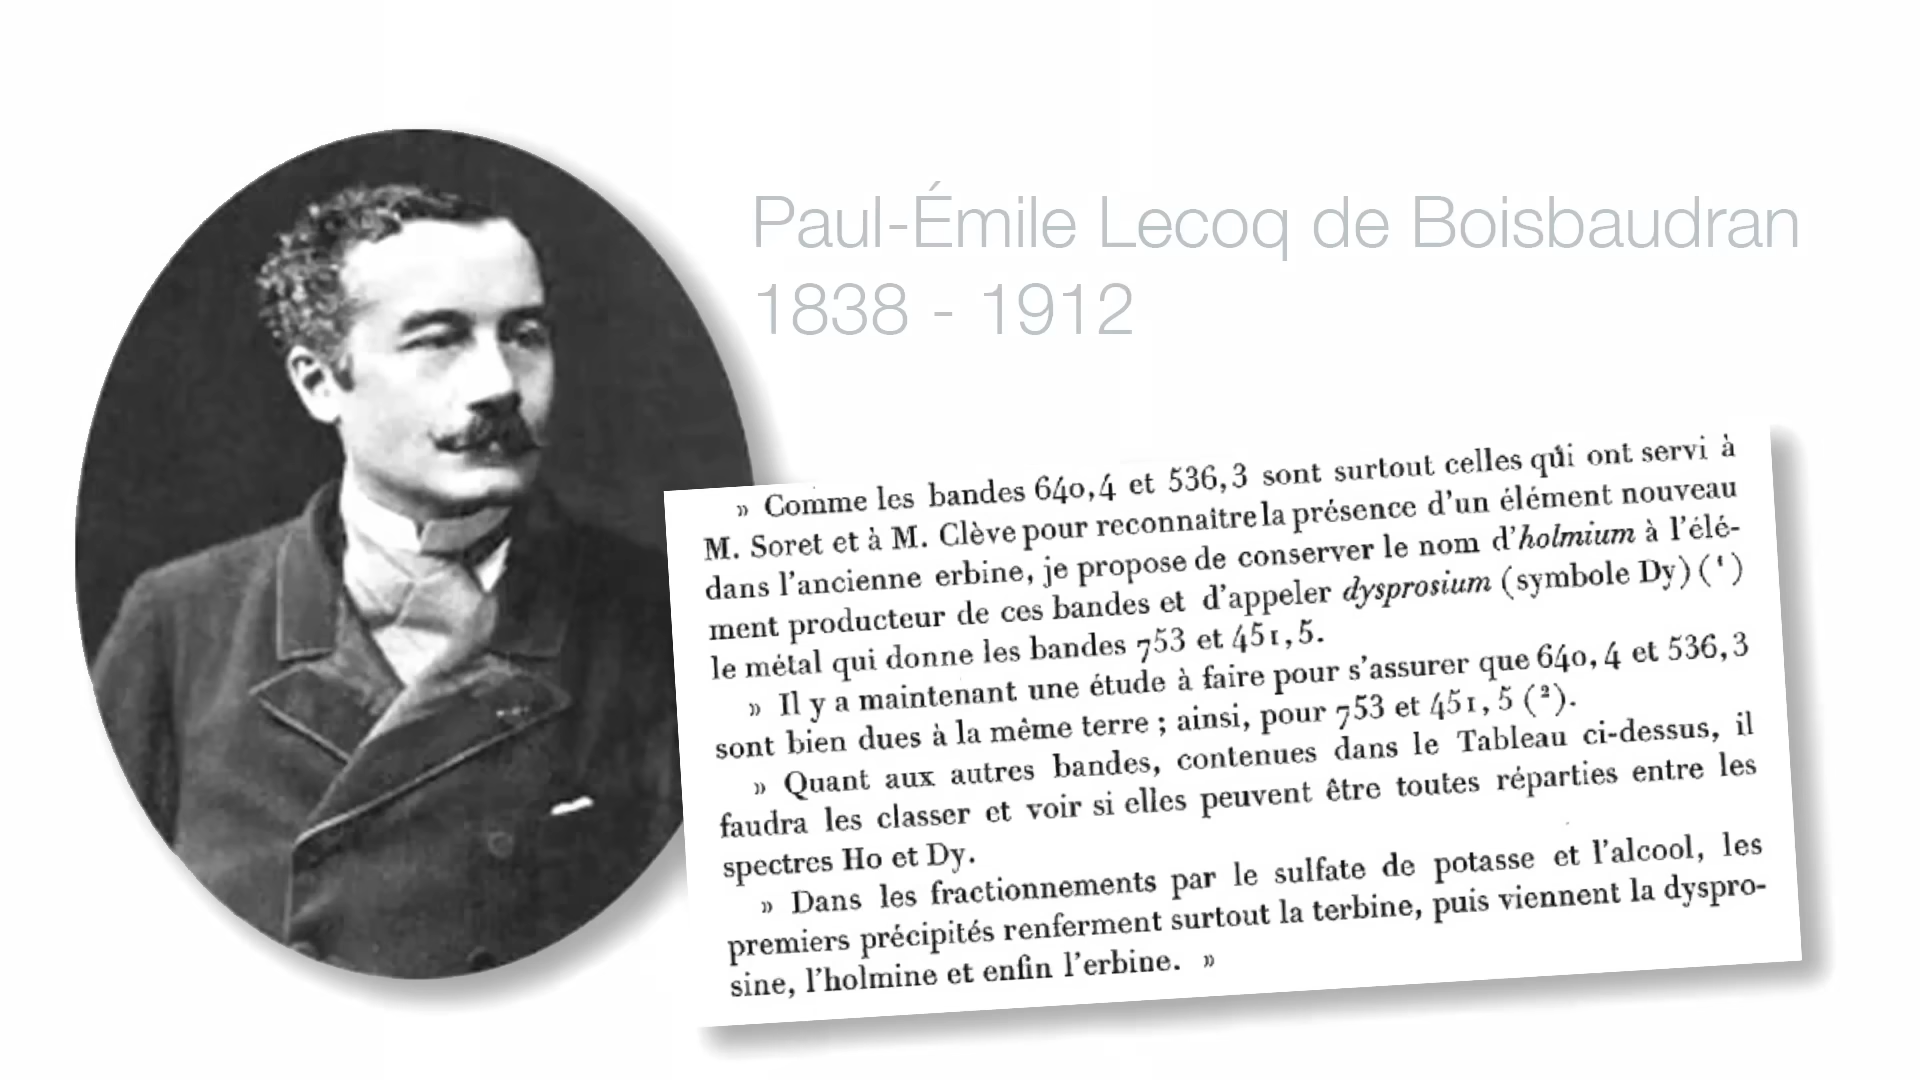 Paul-Émile Lecoq de Boisbaudran
1838 - 1912
» Comme les bandes 640,4 et 536,3 sont surtout celles qui ont servi à
M. Soret et à M. Clève pour reconnaitre la présence d'un élément nouveau
dans l'ancienne erbine, je propose de conserver le nom d'holmium à l'élé-
ment producteur de ces bandes et d'appeler dysprosium (symbole Dy) (¹)
le métal qui donne les bandes 753 et 451,5.
» Il y a maintenant une étude à faire pour s'assurer que 640,4 et 536,3
sont bien dues à la même terre ; ainsi, pour 753 et 451,5 (²).
» Quant aux autres bandes, contenues dans le Tableau ci-dessus, il
faudra les classer et voir si elles peuvent être toutes réparties entre les
spectres Ho et Dy.
» Dans les fractionnements par le sulfate de potasse et l'alcool, les
premiers précipités renferment surtout la terbine, puis viennent la dyspro-
sine, l'holmine et enfin l'erbine. »